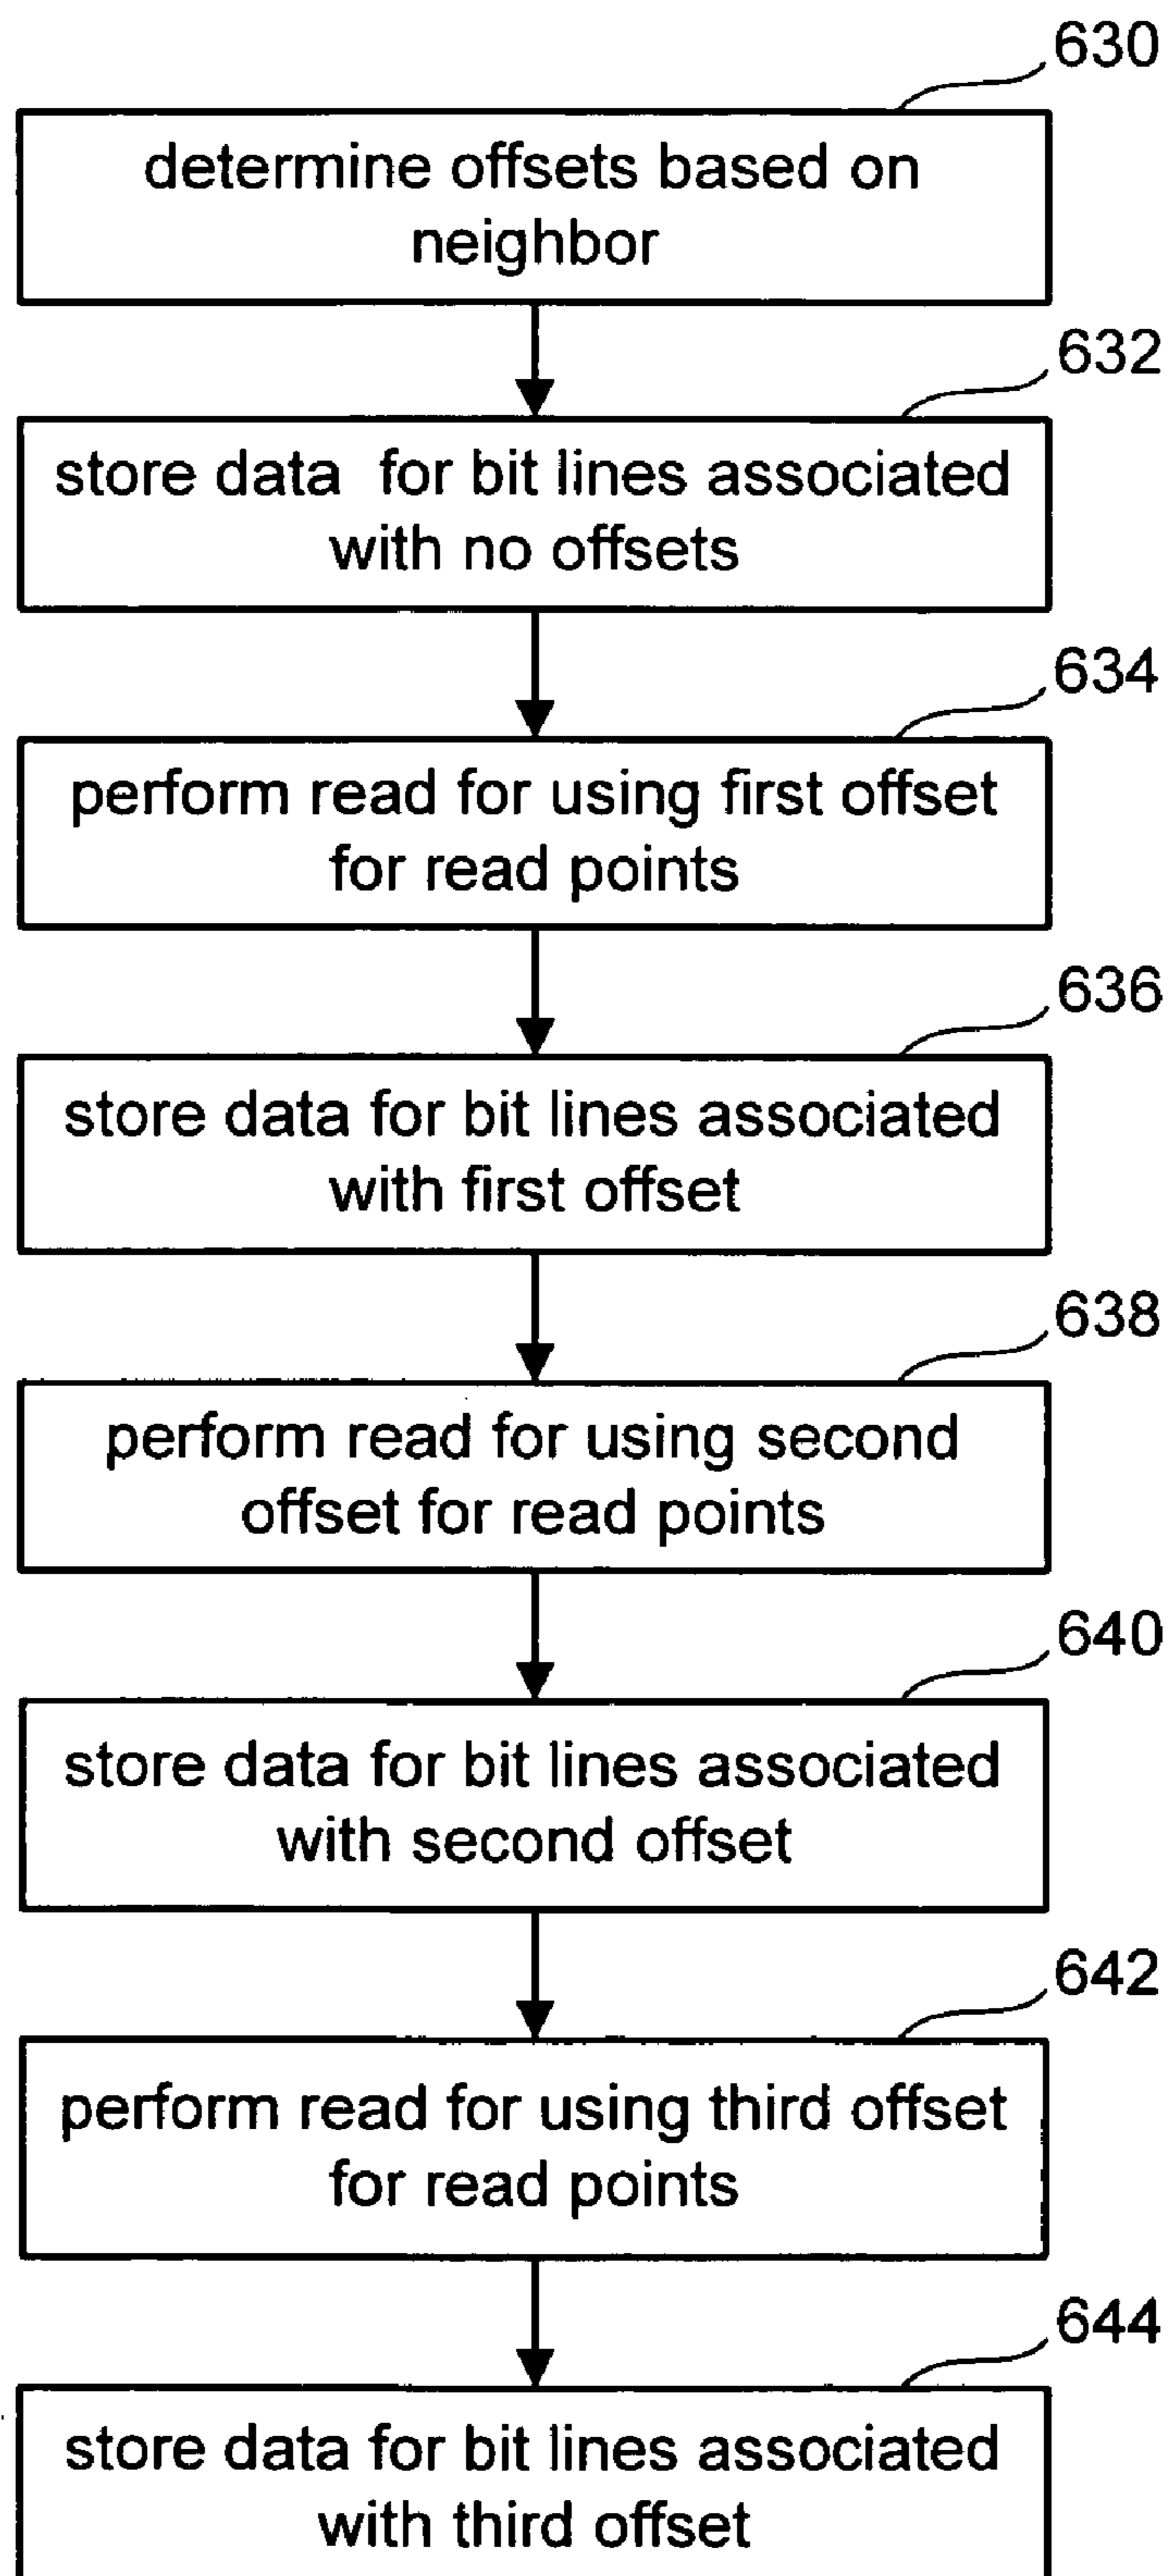 630
determine offsets based on
neighbor
632
store data for bit lines associated
with no offsets
634
perform read for using first offset
for read points
636
store data for bit lines associated
with first offset
638
perform read for using second
offset for read points
640
store data for bit lines associated
with second offset
642
perform read for using third offset
for read points
644
store data for bit lines associated
with third offset